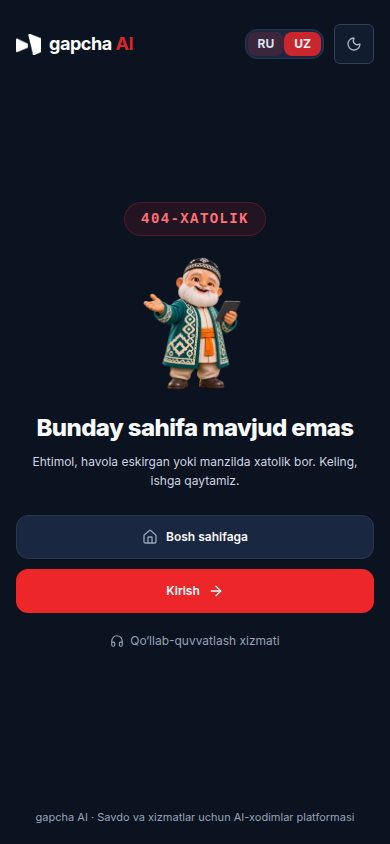 gapcha AI
RU UZ
404-XATOLIK
Bunday sahifa mavjud emas
Ehtimol, havola eskirgan yoki manzilda xatolik bor. Keling,
ishga qaytamiz.
Bosh sahifaga
Kirish
Qo‘llab-quvvatlash xizmati
gapcha AI · Savdo va xizmatlar uchun AI-xodimlar platformasi